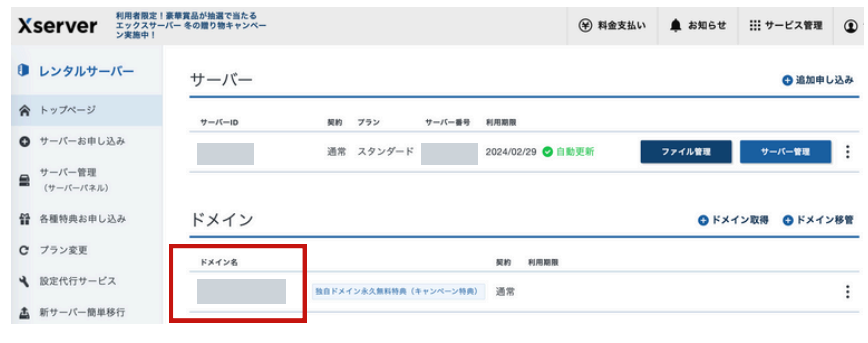 Xserver
利用者限定！豪華賞品が抽選で当たる
エックスサーバー 冬の贈り物キャンペー
ン実施中！
料金支払い
お知らせ
サービス管理
レンタルサーバー
トップページ
サーバーお申し込み
サーバー管理
（サーバーパネル）
各種特典お申し込み
プラン変更
設定代行サービス
新サーバー簡単移行
サーバー
追加申し込み
サーバーID 契約 プラン サーバー番号 利用期限
通常 スタンダード 2024/02/29 自動更新 ファイル管理 サーバー管理
ドメイン
ドメイン取得 ドメイン移管
ドメイン名 契約 利用期限
独自ドメイン永久無料特典（キャンペーン特典） 通常